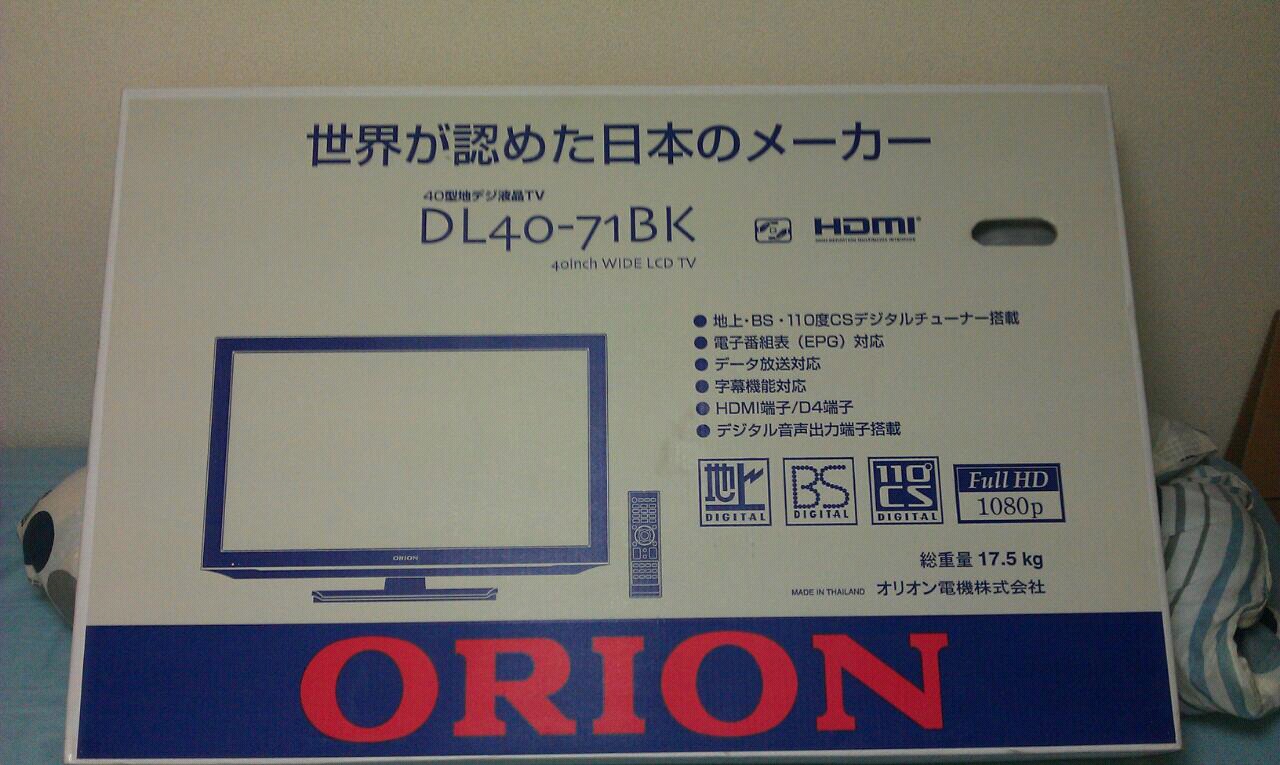 世界が認めた日本のメーカー
40型地デジ液晶TV
DL40-71BK
40inch WIDE LCD TV
HDMI
HIGH-DEFINITION MULTIMEDIA INTERFACE
● 地上・BS・110度CSデジタルチューナー搭載
● 電子番組表（EPG）対応
● データ放送対応
● 字幕機能対応
● HDMI端子/D4端子
● デジタル音声出力端子搭載
地上 DIGITAL
BS DIGITAL
110°CS DIGITAL
Full HD 1080p
ORION
総重量 17.5 kg
MADE IN THAILAND オリオン電機株式会社
ORION